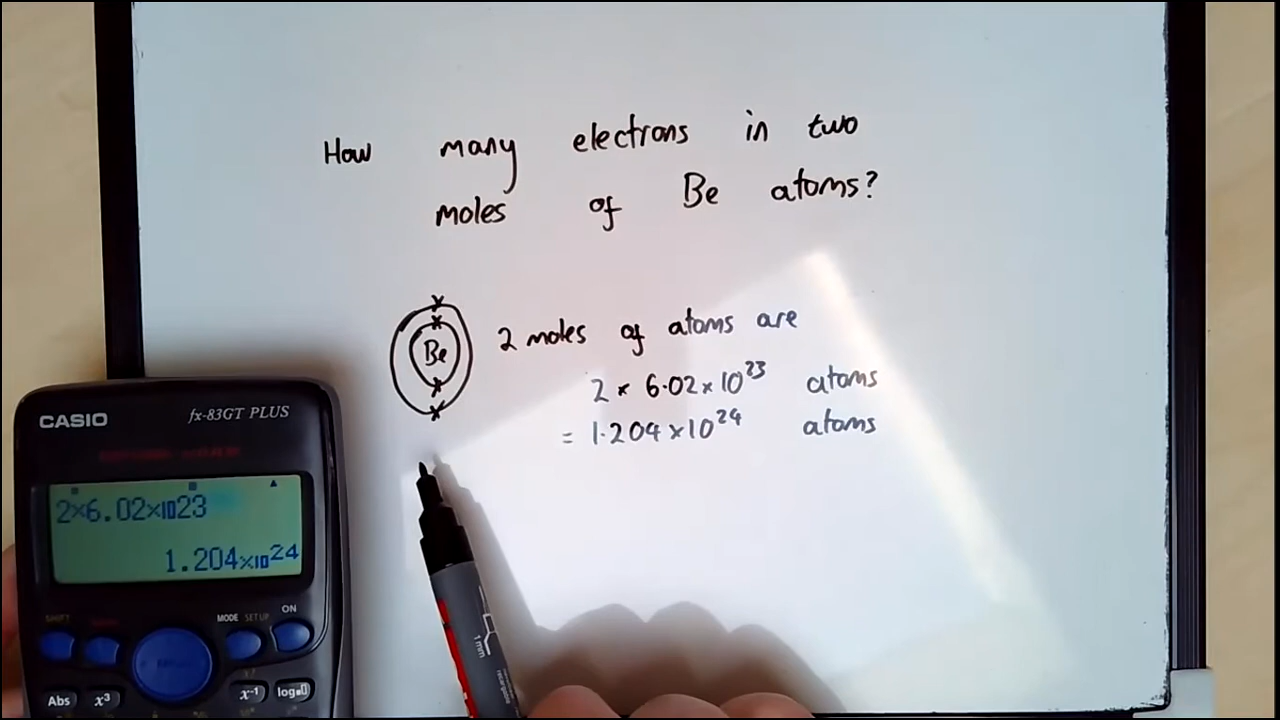 How many electrons in two
moles of Be atoms?
Be
2 moles of atoms are
2 × 6.02 × 10²³ atoms
= 1.204 × 10²⁴ atoms
CASIO fx-83GT PLUS
2×6.02×10²³
1.204×10²⁴
SHIFT MODE SETUP ON
Abs x³ x⁻¹ log
1mm